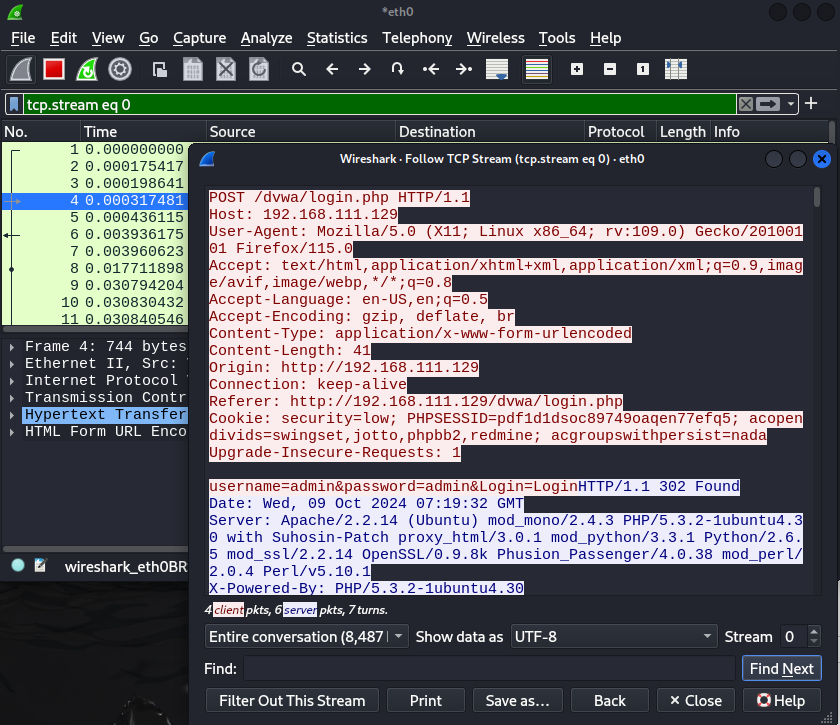 *eth0
File Edit View Go Capture Analyze Statistics Telephony Wireless Tools Help
tcp.stream eq 0
No. Time Source Destination Protocol Length Info
1 0.000000000
2 0.000175417
3 0.000198641
4 0.000317481
5 0.000436115
6 0.003936175
7 0.003960623
8 0.017711898
9 0.030794204
10 0.030830432
11 0.030840546
Frame 4: 744 bytes
Ethernet II, Src:
Internet Protocol
Transmission Contr
Hypertext Transfer
HTML Form URL Enco
wireshark_eth0BR
Wireshark · Follow TCP Stream (tcp.stream eq 0) · eth0
POST /dvwa/login.php HTTP/1.1
Host: 192.168.111.129
User-Agent: Mozilla/5.0 (X11; Linux x86_64; rv:109.0) Gecko/201001
01 Firefox/115.0
Accept: text/html,application/xhtml+xml,application/xml;q=0.9,imag
e/avif,image/webp,*/*;q=0.8
Accept-Language: en-US,en;q=0.5
Accept-Encoding: gzip, deflate, br
Content-Type: application/x-www-form-urlencoded
Content-Length: 41
Origin: http://192.168.111.129
Connection: keep-alive
Referer: http://192.168.111.129/dvwa/login.php
Cookie: security=low; PHPSESSID=pdf1d1dsoc89749oaqen77efq5; acopen
divids=swingset,jotto,phpbb2,redmine; acgroupswithpersist=nada
Upgrade-Insecure-Requests: 1
username=admin&password=admin&Login=LoginHTTP/1.1 302 Found
Date: Wed, 09 Oct 2024 07:19:32 GMT
Server: Apache/2.2.14 (Ubuntu) mod_mono/2.4.3 PHP/5.3.2-1ubuntu4.3
0 with Suhosin-Patch proxy_html/3.0.1 mod_python/3.3.1 Python/2.6.
5 mod_ssl/2.2.14 OpenSSL/0.9.8k Phusion_Passenger/4.0.38 mod_perl/
2.0.4 Perl/v5.10.1
X-Powered-By: PHP/5.3.2-1ubuntu4.30
4 client pkts, 6 server pkts, 7 turns.
Entire conversation (8,487 Show data as UTF-8 Stream 0
Find: Find Next
Filter Out This Stream Print Save as... Back × Close Help